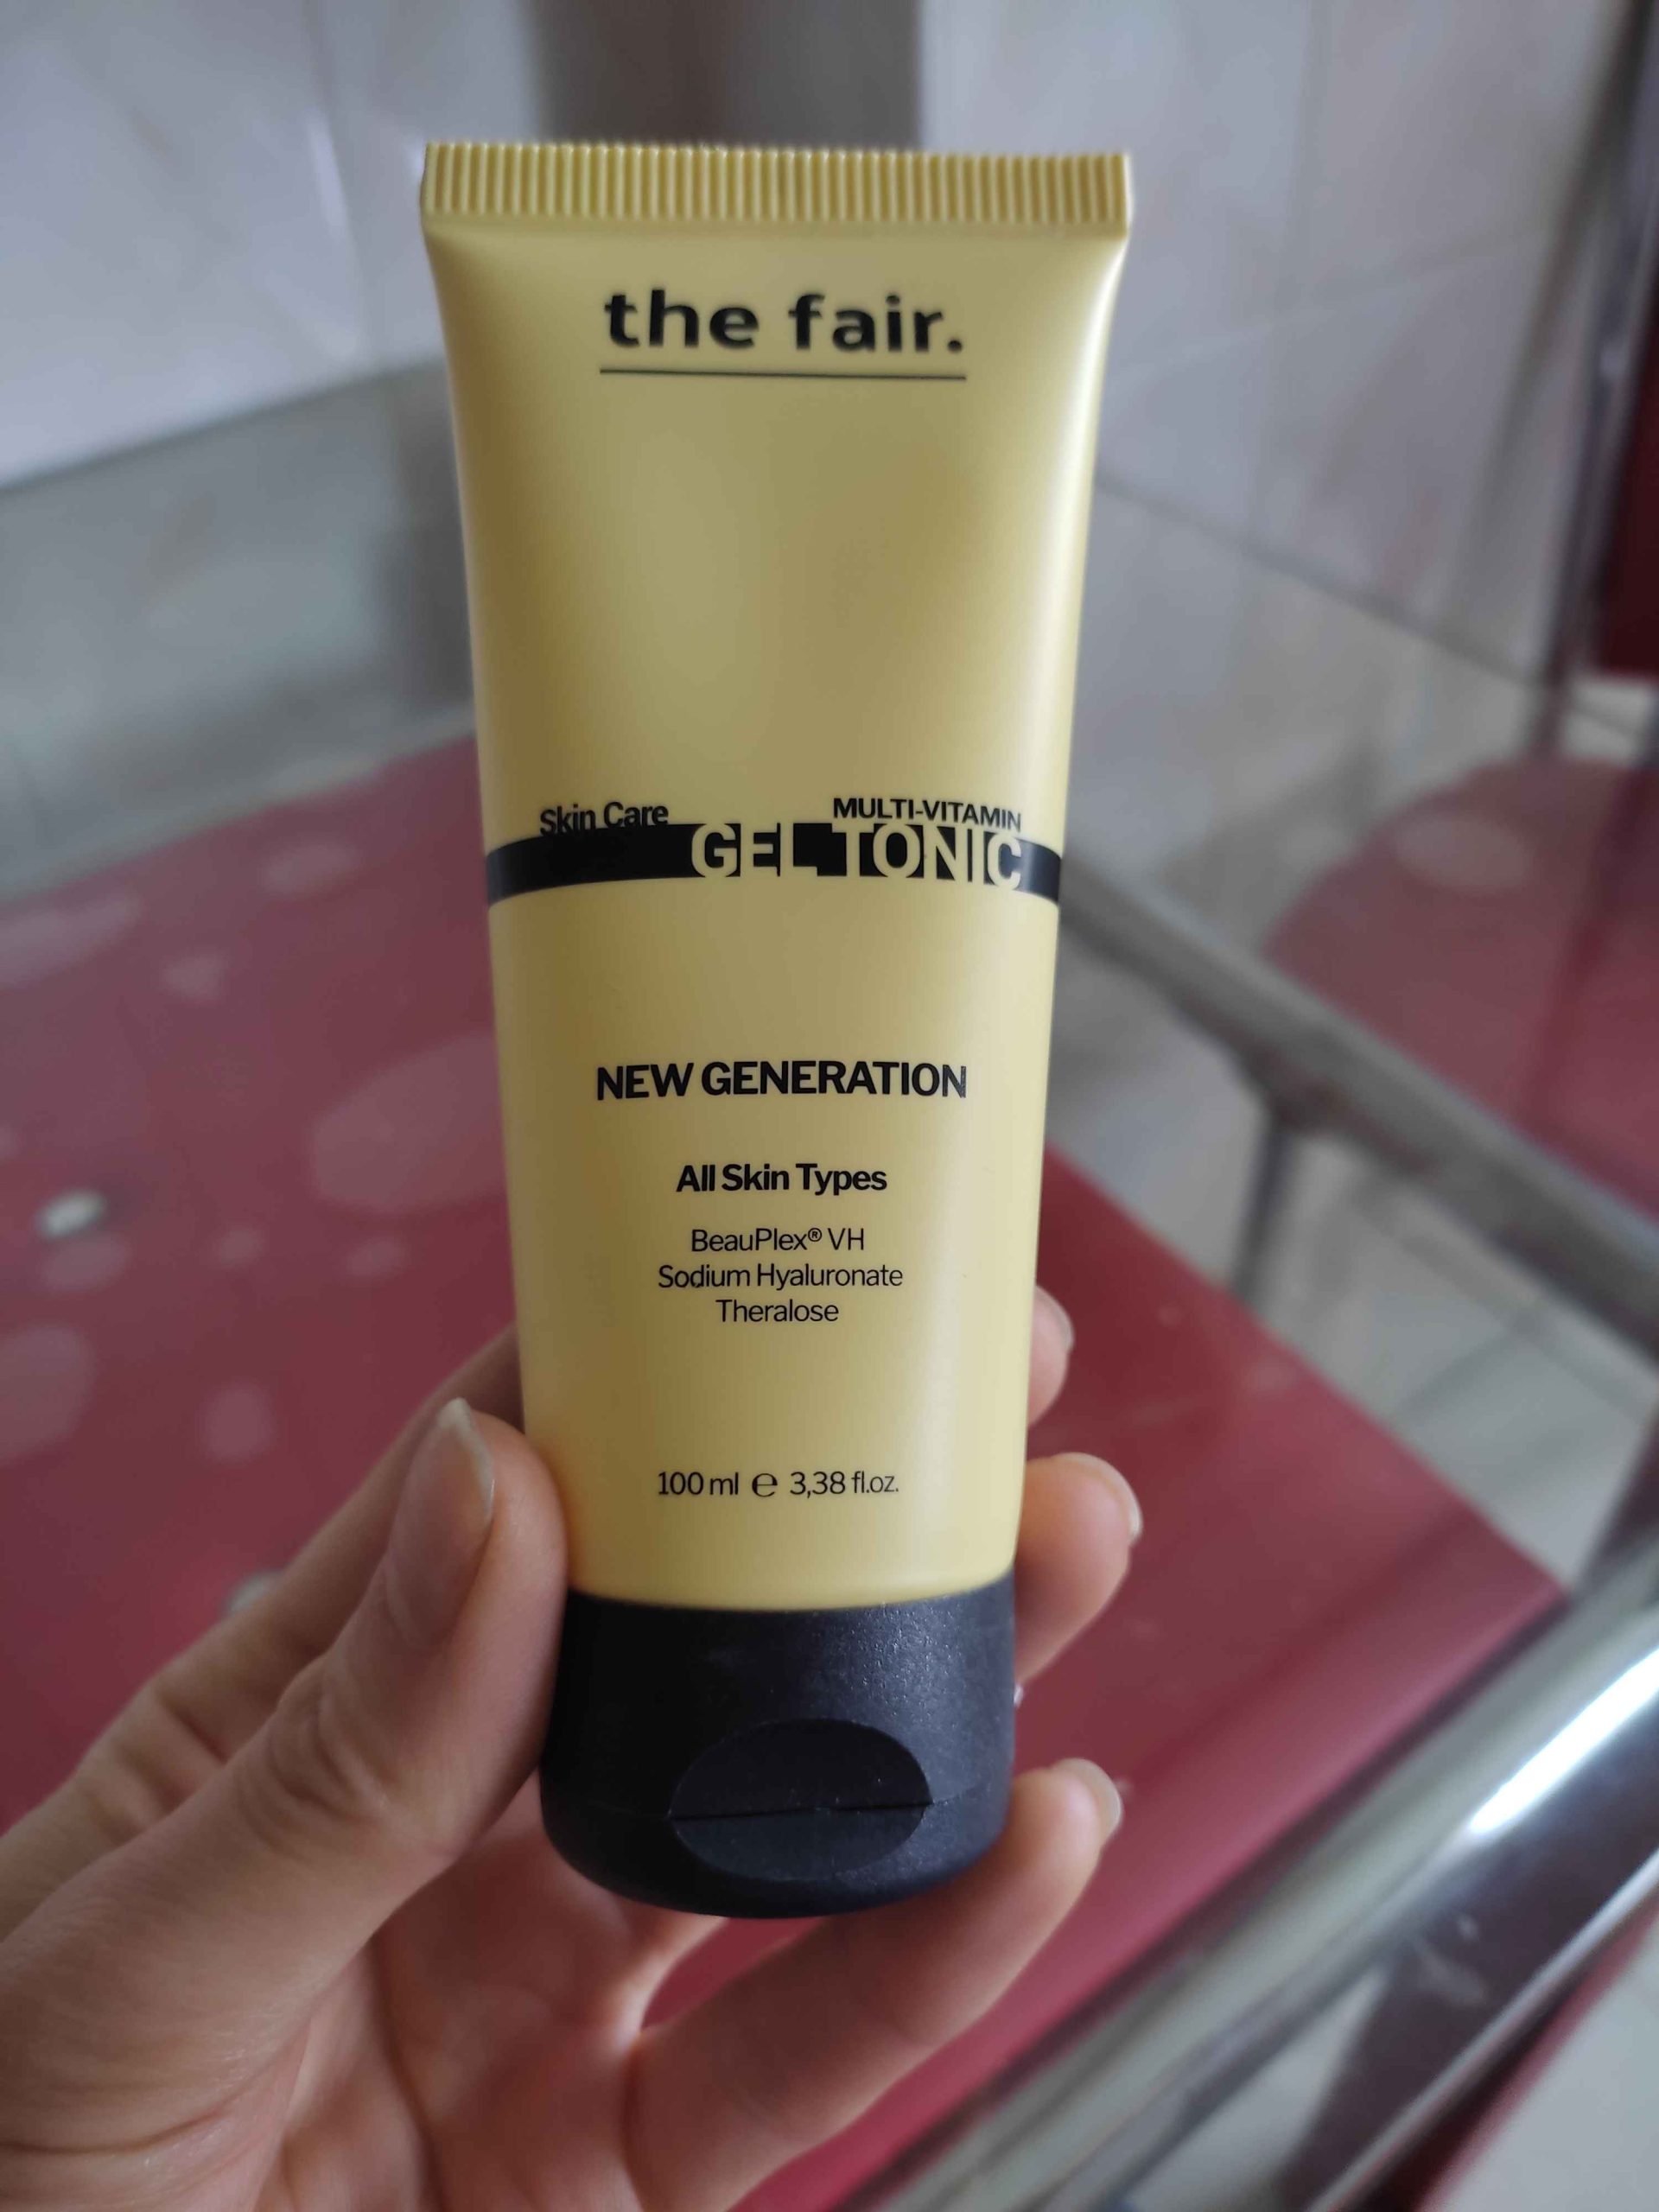 the fair.
Skin Care
MULTI-VITAMIN
GEL TONIC
NEW GENERATION
All Skin Types
BeauPlex® VH
Sodium Hyaluronate
Theralose
100 ml ℮ 3,38 fl.oz.